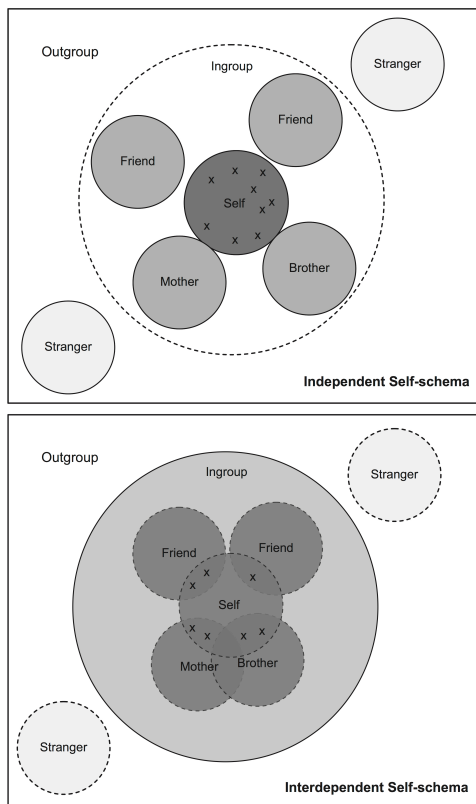 Outgroup
Stranger
Ingroup
Friend
Friend
x x x
x
Self x
x
x x x
Mother
Brother
Stranger
Independent Self-schema
Outgroup
Stranger
Ingroup
Friend
Friend
x x x
Self
x x x x
Mother
Brother
Stranger
Interdependent Self-schema